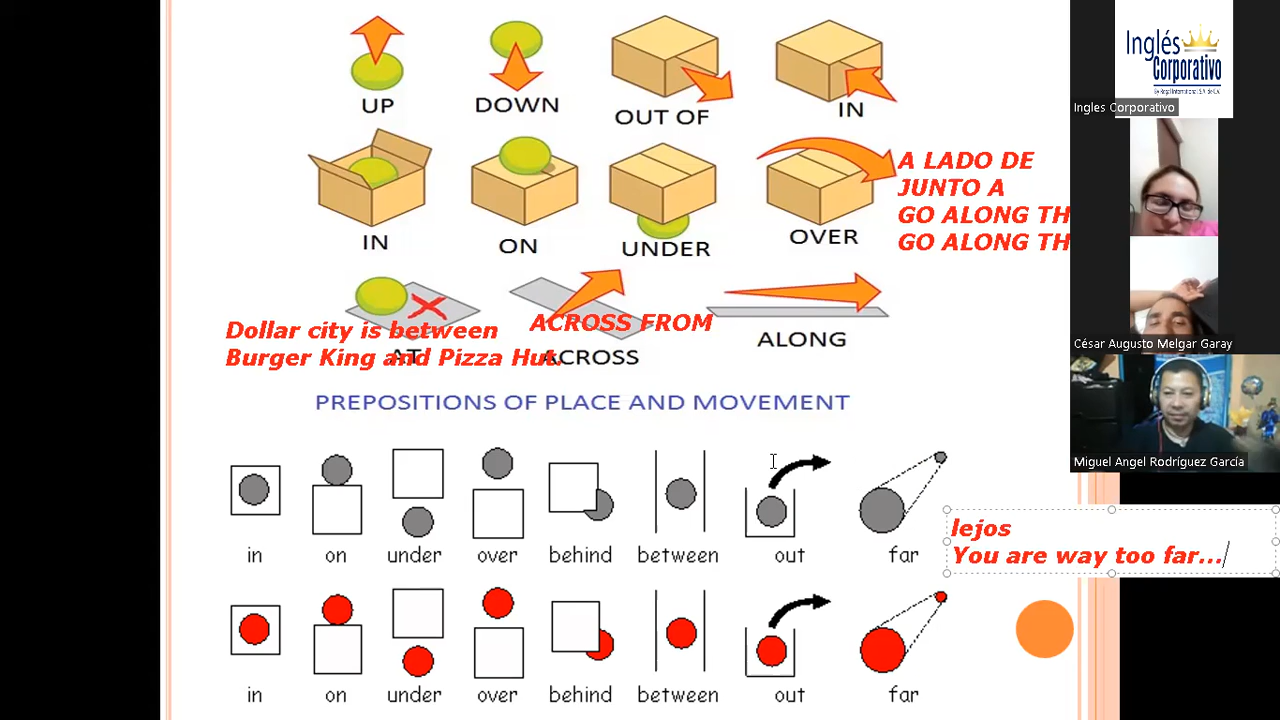 UP
DOWN
OUT OF
IN
IN
ON
UNDER
OVER
A LADO DE
JUNTO A
GO ALONG TH
GO ALONG TH
Dollar city is between
Burger King and Pizza Hut.
AT
ACROSS FROM
ACROSS
ALONG
PREPOSITIONS OF PLACE AND MOVEMENT
in on under over behind between out far
lejos
You are way too far...
in on under over behind between out far
Inglés
Corporativo
Ingles Corporativo
César Augusto Melgar Garay
Miguel Angel Rodríguez García